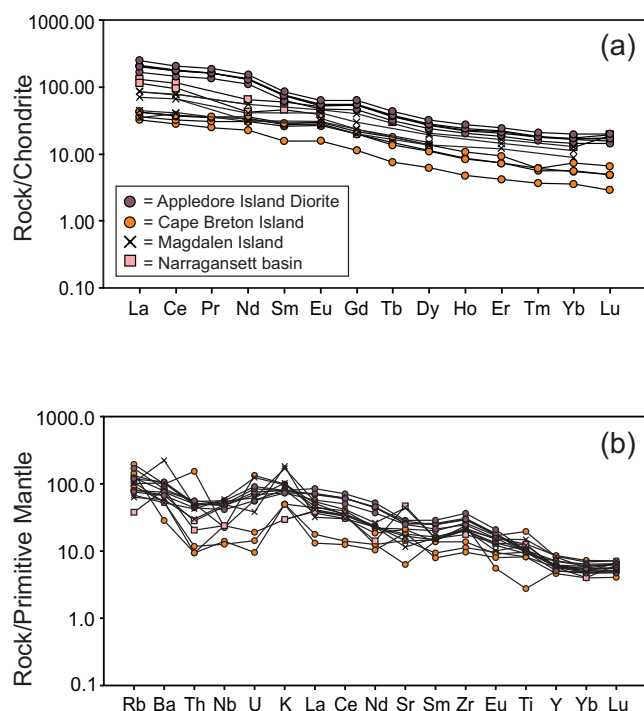 (a)
Rock/Chondrite
1000.00
100.00
10.00
1.00
0.10
= Appledore Island Diorite
= Cape Breton Island
= Magdalen Island
= Narragansett basin
La Ce Pr Nd Sm Eu Gd Tb Dy Ho Er Tm Yb Lu
(b)
Rock/Primitive Mantle
1000.0
100.0
10.0
1.0
0.1
Rb Ba Th Nb U K La Ce Nd Sr Sm Zr Eu Ti Y Yb Lu